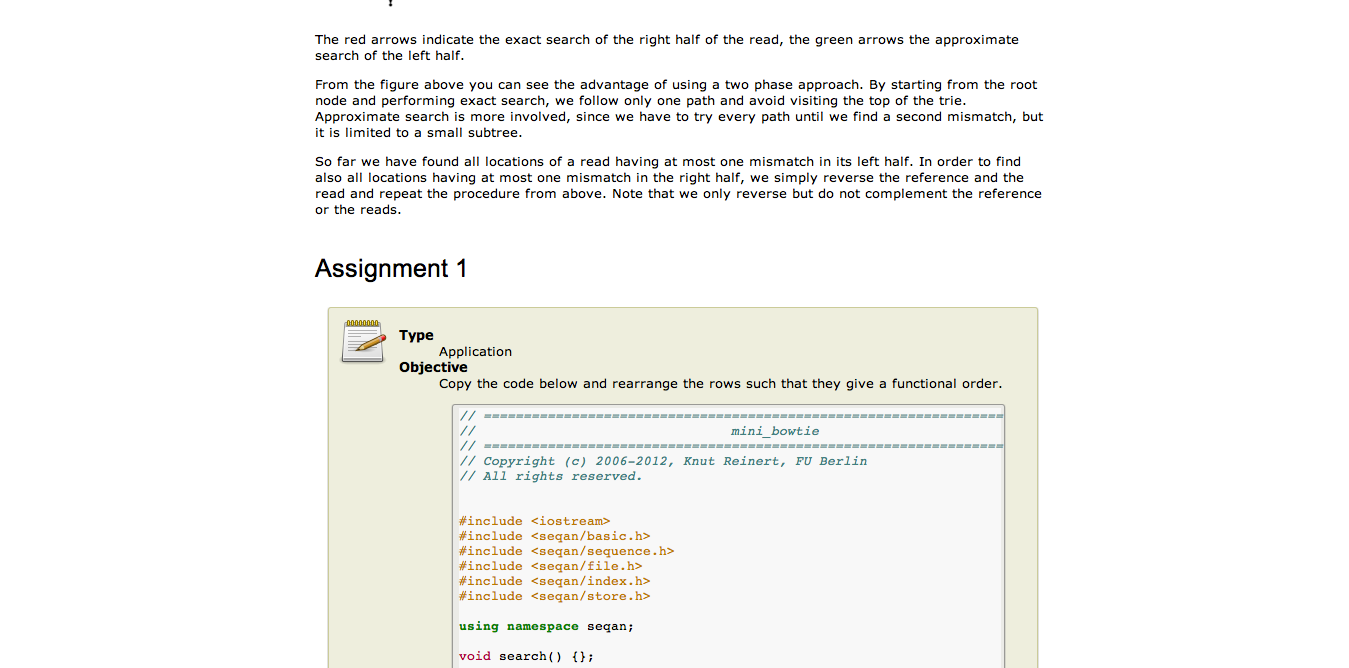 The red arrows indicate the exact search of the right half of the read, the green arrows the approximate
search of the left half.
From the figure above you can see the advantage of using a two phase approach. By starting from the root
node and performing exact search, we follow only one path and avoid visiting the top of the trie.
Approximate search is more involved, since we have to try every path until we find a second mismatch, but
it is limited to a small subtree.
So far we have found all locations of a read having at most one mismatch in its left half. In order to find
also all locations having at most one mismatch in the right half, we simply reverse the reference and the
read and repeat the procedure from above. Note that we only reverse but do not complement the reference
or the reads.
Assignment 1
Type
Application
Objective
Copy the code below and rearrange the rows such that they give a functional order.
// ==================================================================
// mini_bowtie
// ==================================================================
// Copyright (c) 2006-2012, Knut Reinert, FU Berlin
// All rights reserved.
#include <iostream>
#include <seqan/basic.h>
#include <seqan/sequence.h>
#include <seqan/file.h>
#include <seqan/index.h>
#include <seqan/store.h>
using namespace seqan;
void search() {};